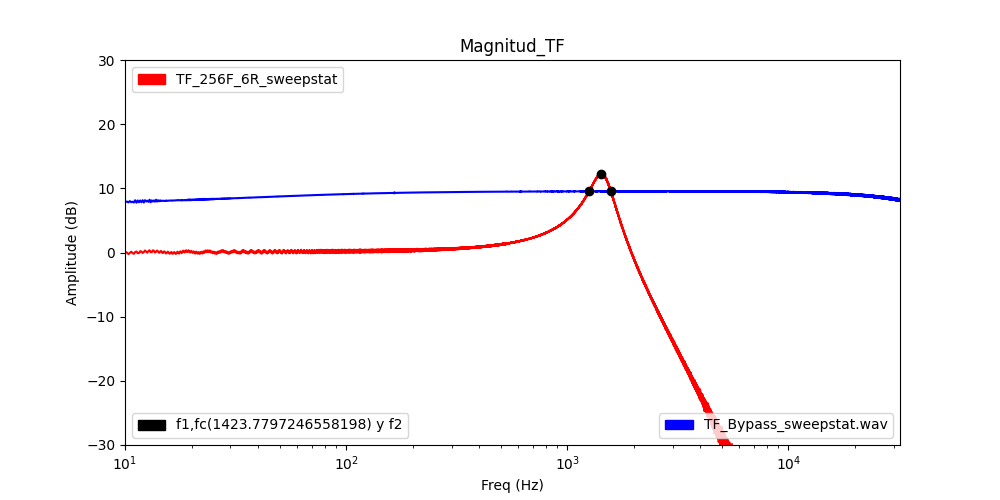 Magnitud_TF
TF_256F_6R_sweepstat
30
20
10
0
−10
−20
−30
Amplitude (dB)
f1,fc(1423.7797246558198) y f2
TF_Bypass_sweepstat.wav
10¹ 10² 10³ 10⁴
Freq (Hz)